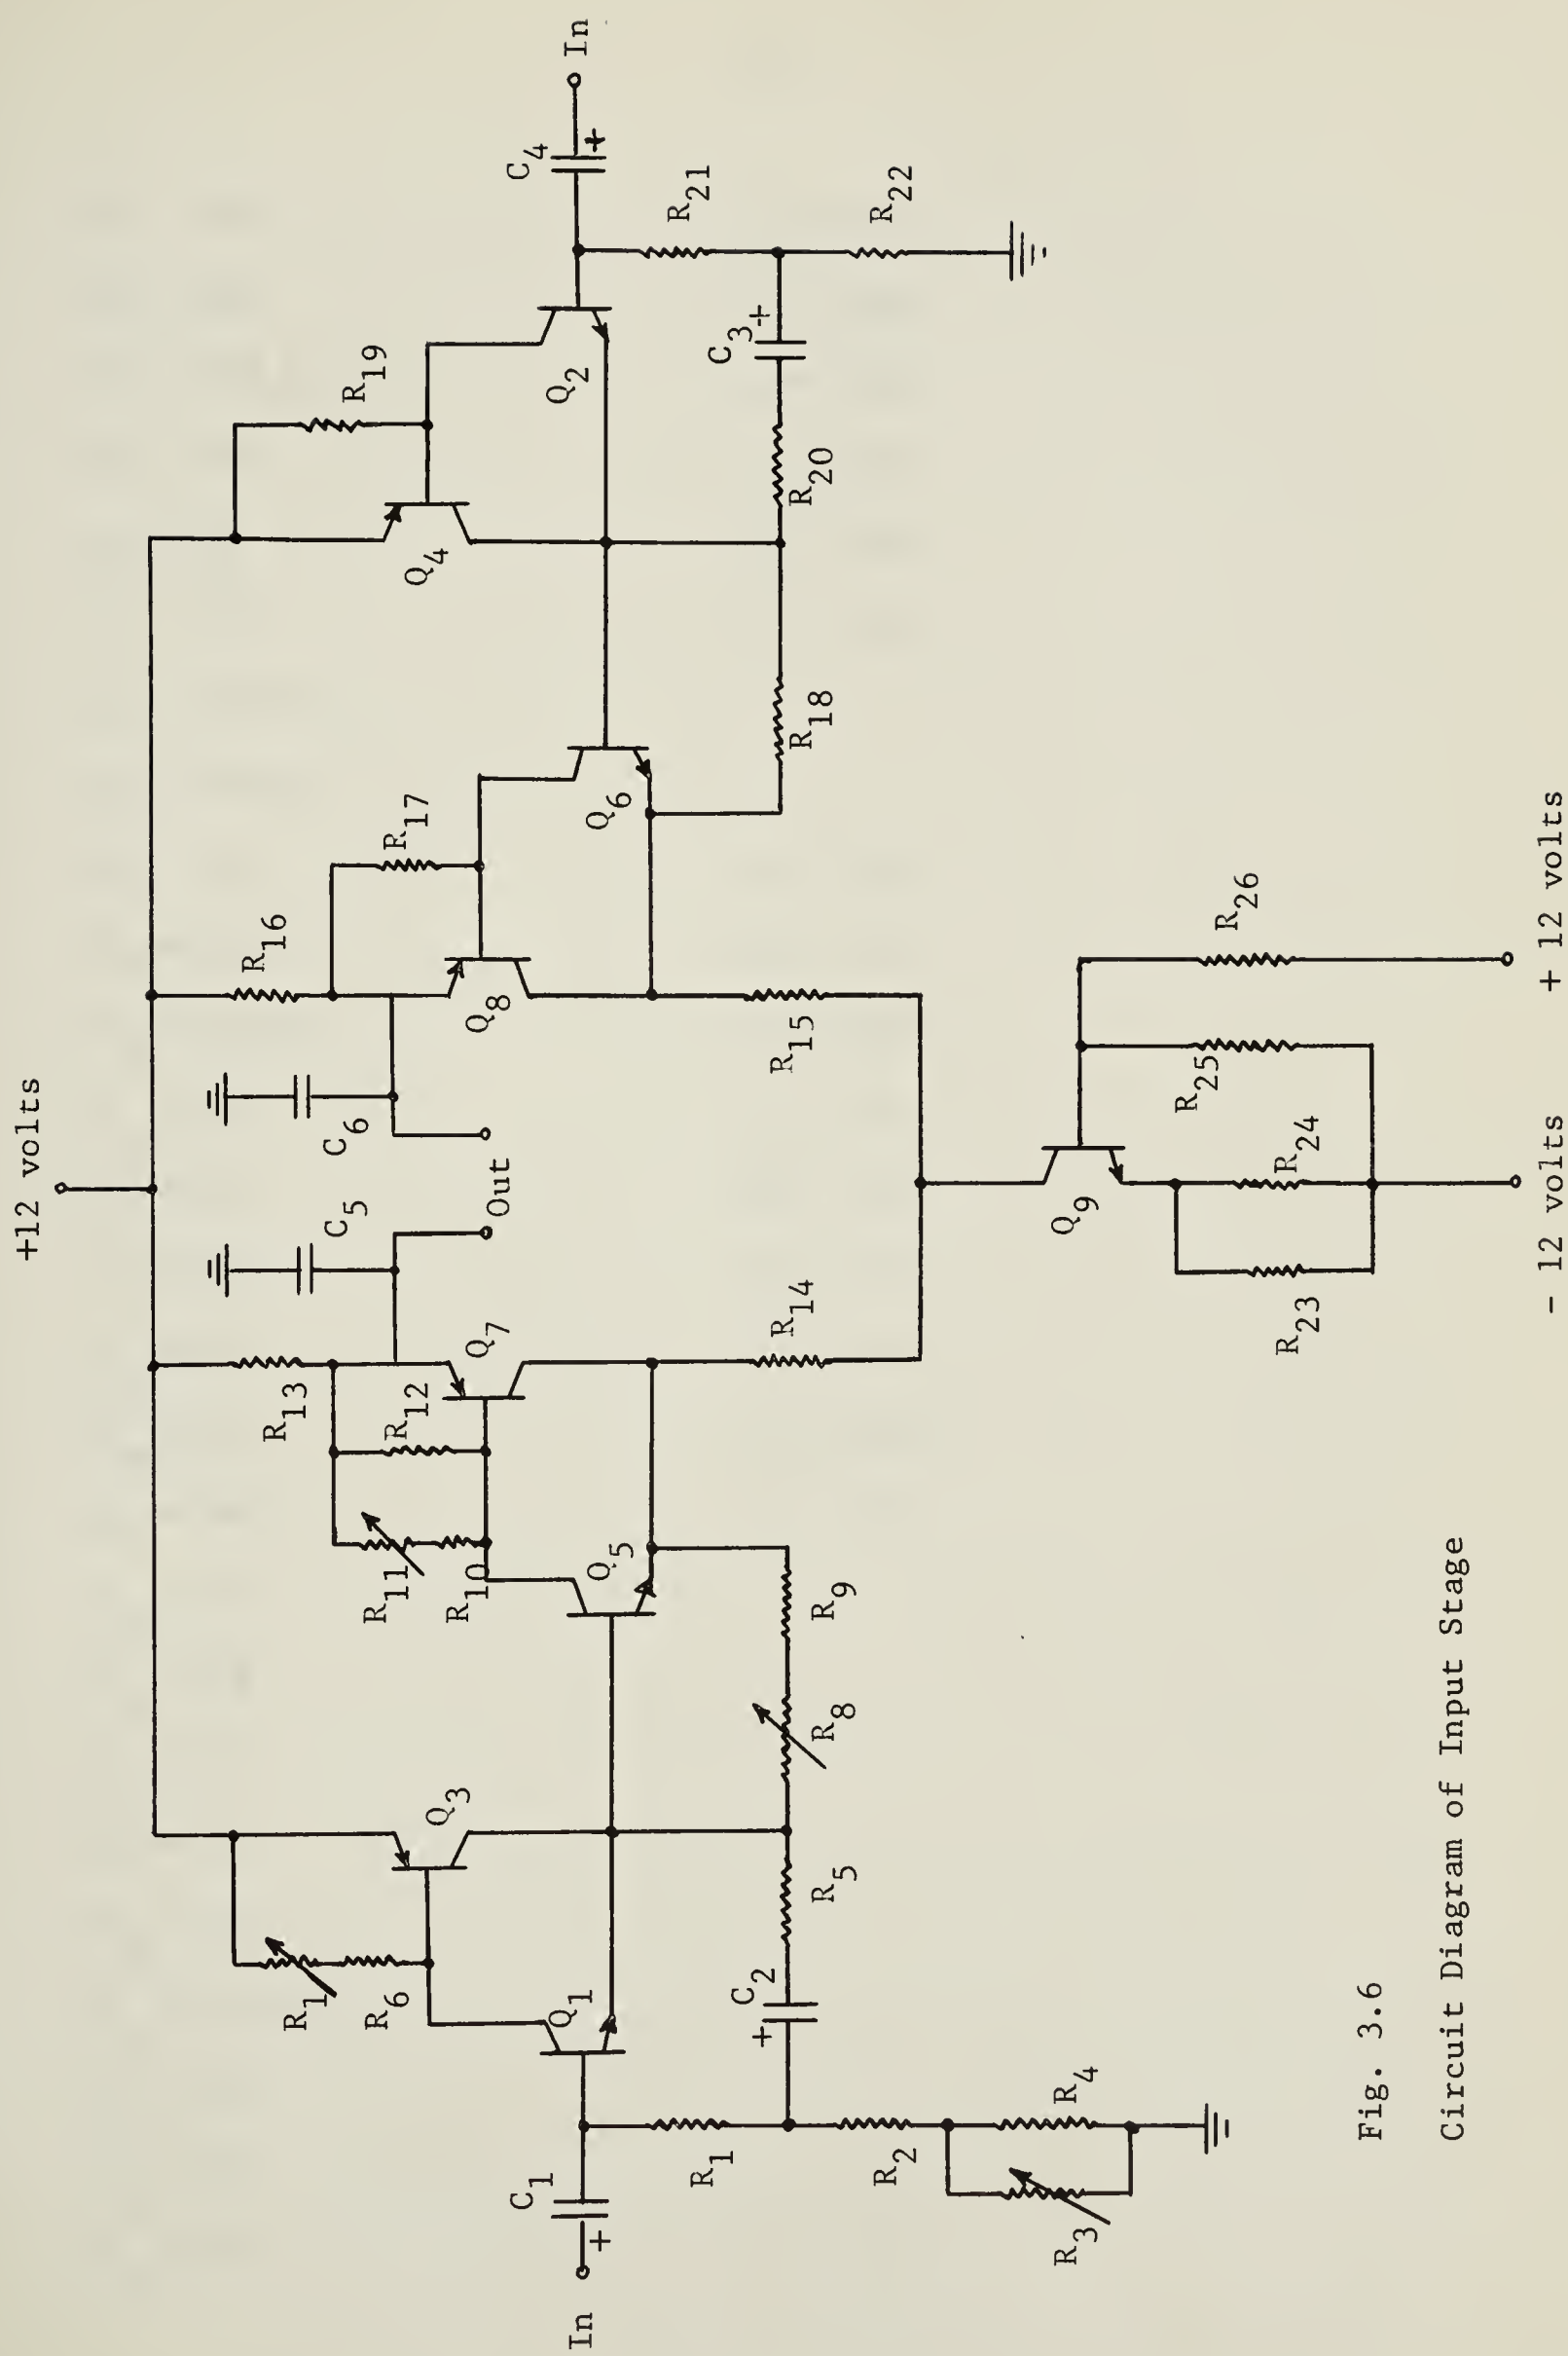 +12 volts
In
C1
+
R1
R2
R3
R4
C2
+
R5
Q1
R1
R6
Q3
R8
R9
Q5
R10
R11
R12
R13
Q7
R14
C5
Out
C6
R16
Q8
R15
R17
Q6
R18
Q4
R19
Q2
R20
C3
+
C4
+
In
R21
R22
Q9
R23
R24
R25
R26
- 12 volts
+ 12 volts
Fig. 3.6
Circuit Diagram of Input Stage